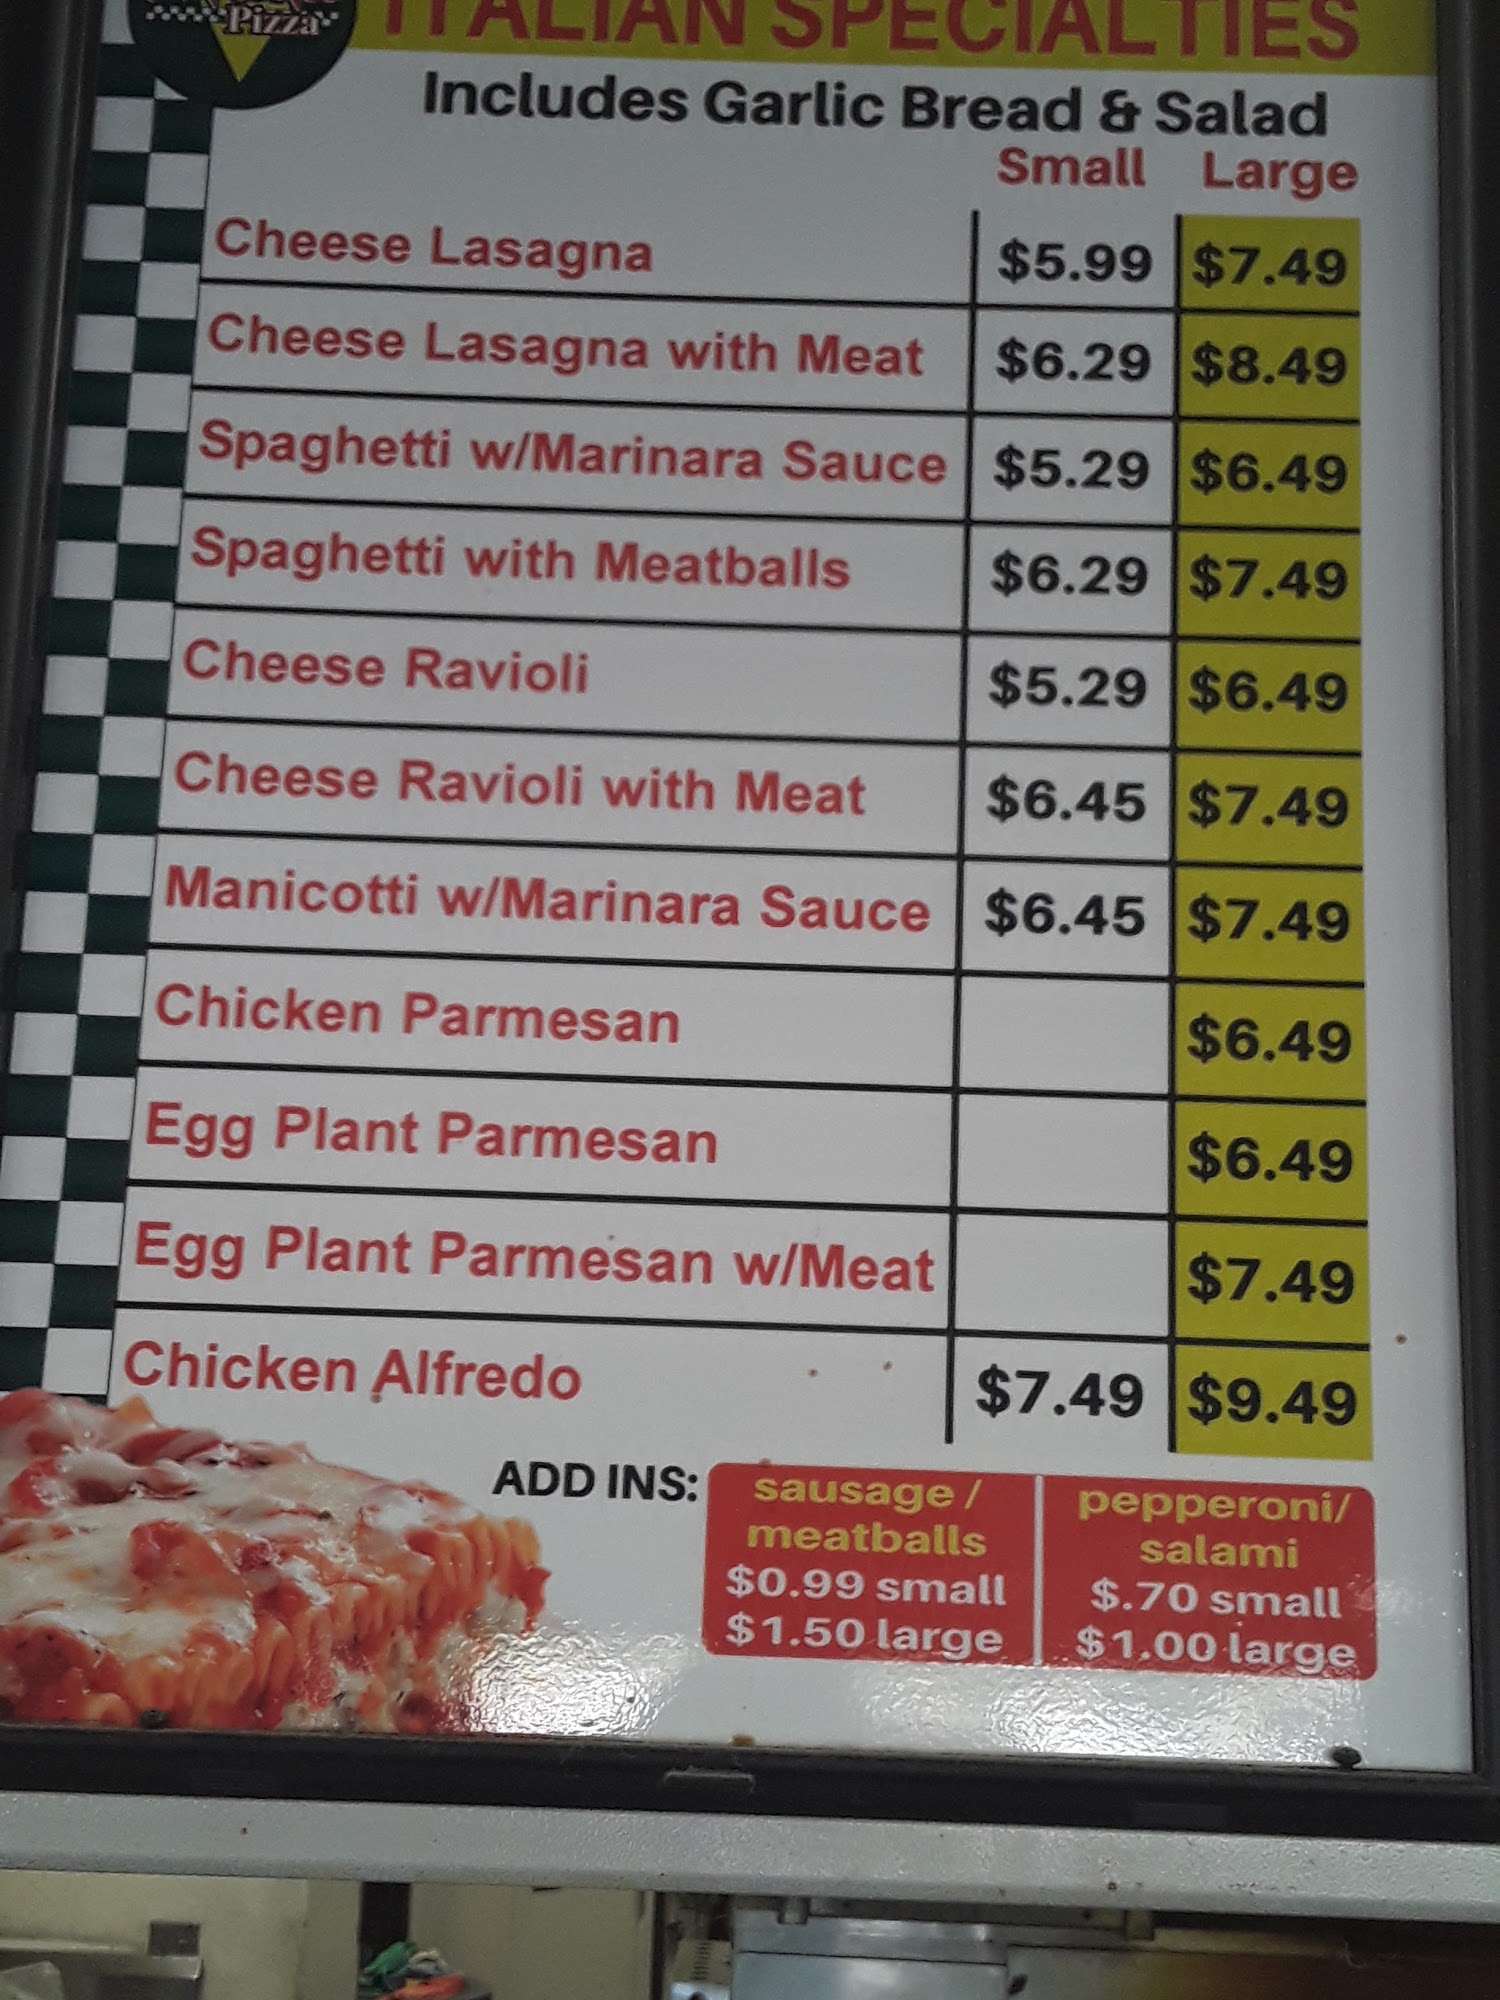 Pizza
ITALIAN SPECIALTIES
Includes Garlic Bread & Salad
Small Large
Cheese Lasagna $5.99 $7.49
Cheese Lasagna with Meat $6.29 $8.49
Spaghetti w/Marinara Sauce $5.29 $6.49
Spaghetti with Meatballs $6.29 $7.49
Cheese Ravioli $5.29 $6.49
Cheese Ravioli with Meat $6.45 $7.49
Manicotti w/Marinara Sauce $6.45 $7.49
Chicken Parmesan $6.49
Egg Plant Parmesan $6.49
Egg Plant Parmesan w/Meat $7.49
Chicken Alfredo $7.49 $9.49
ADD INS:
sausage /
meatballs
$0.99 small
$1.50 large
pepperoni/
salami
$.70 small
$1.00 large